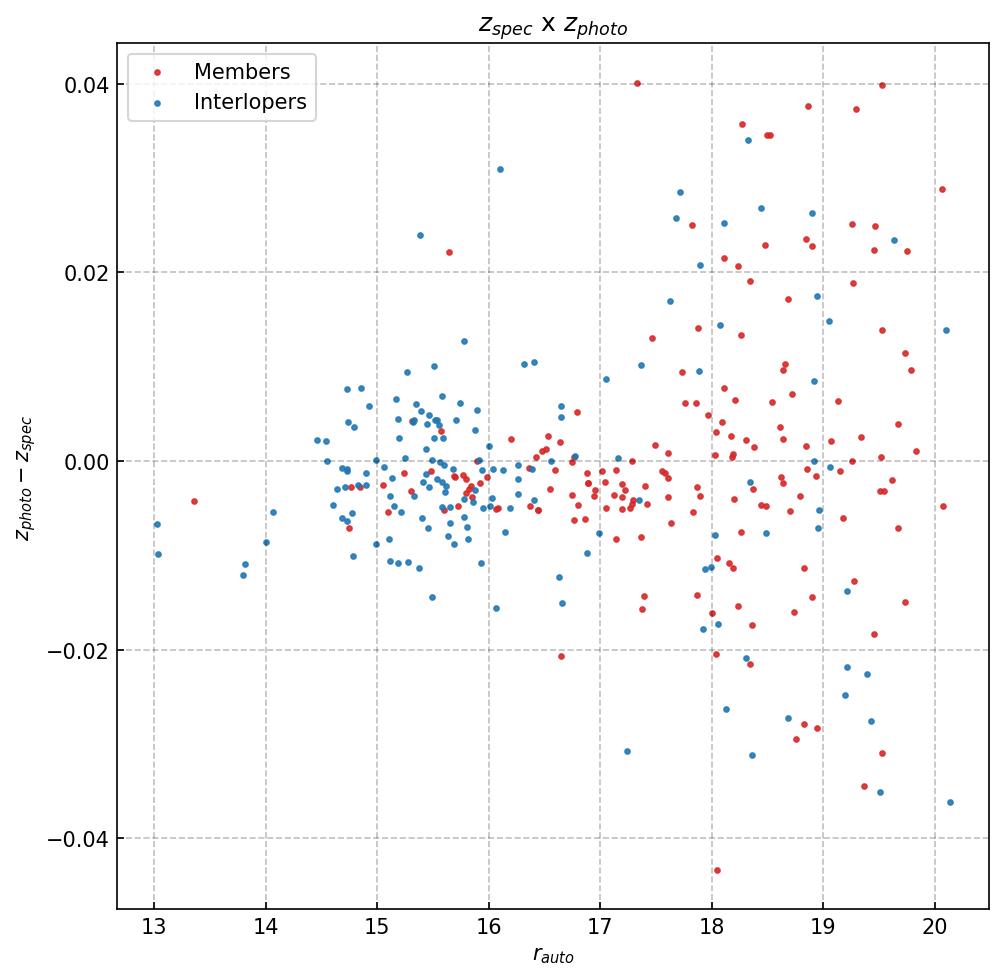 z_spec x z_photo
Members
Interlopers
0.04
0.02
0.00
−0.02
−0.04
z_photo − z_spec
13 14 15 16 17 18 19 20
r_auto